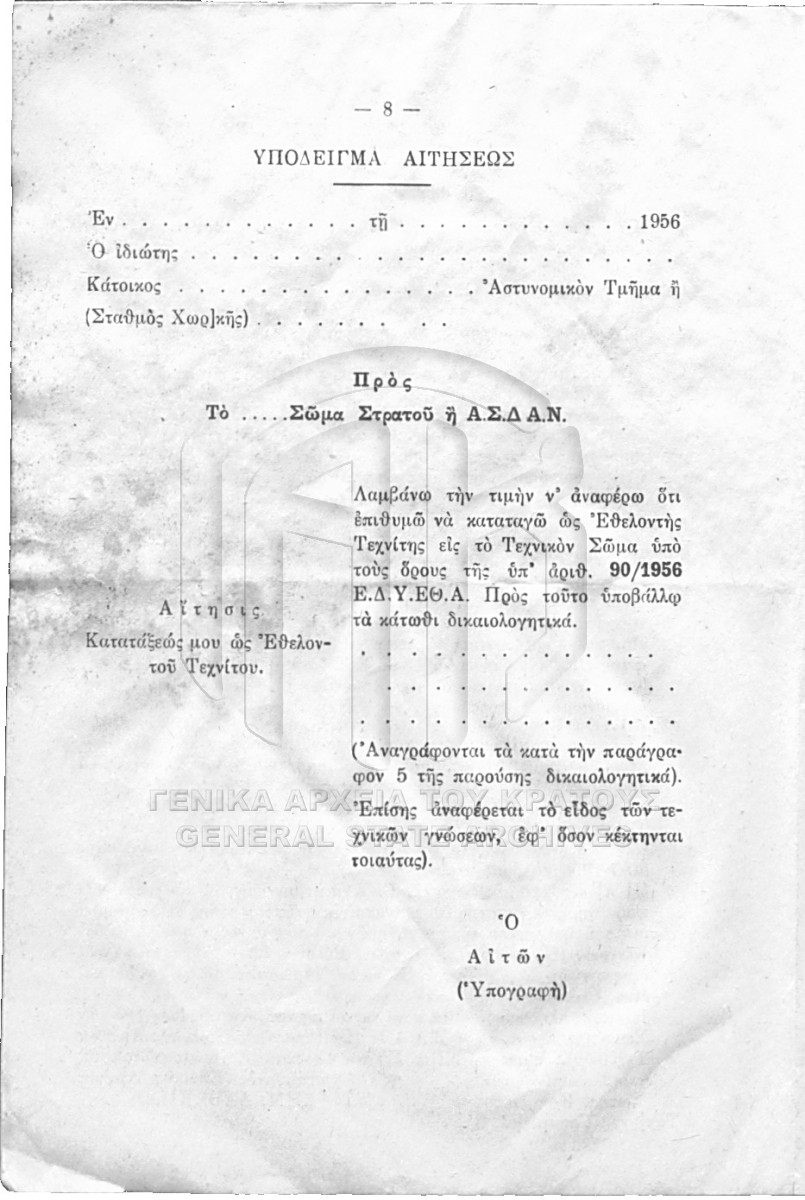 — 8 —
ΥΠΟΔΕΙΓΜΑ ΑΙΤΗΣΕΩΣ
Ἐν . . . . . . . . . . . . τῇ . . . . . . . . . . . . 1956
Ὁ ἰδιώτης . . . . . . . . . . . . . . . . . . . .
Κάτοικος . . . . . . . . . . . . . . Ἀστυνομικὸν Τμῆμα ἢ
(Σταθμὸς Χωρ]κῆς) . . . . . . . .
Πρὸς
Τὸ .....Σῶμα Στρατοῦ ἢ Α.Σ.Δ Α.Ν.
Αἴτησις
Κατατάξεώς μου ὡς Ἐθελον-
τοῦ Τεχνίτου.
Λαμβάνω τὴν τιμὴν ν' ἀναφέρω ὅτι
ἐπιθυμῶ νὰ καταταγῶ ὡς Ἐθελοντὴς
Τεχνίτης εἰς τὸ Τεχνικὸν Σῶμα ὑπὸ
τοὺς ὅρους τῆς ὑπ' ἀριθ. 90/1956
Ε.Δ.Υ.ΕΘ.Α. Πρὸς τοῦτο ὑποβάλλω
τὰ κάτωθι δικαιολογητικά.
. . . . . . . . . . . .
. . . . . . . . . . . .
. . . . . . . . . . . . .
(Ἀναγράφονται τὰ κατὰ τὴν παράγρα-
φον 5 τῆς παρούσης δικαιολογητικά).
Ἐπίσης ἀναφέρεται τὸ εἶδος τῶν τε-
χνικῶν γνώσεων, ἐφ' ὅσον κέκτηνται
τοιαύτας).
Ὁ
Αἰτῶν
(Ὑπογραφὴ)
ΓΕΝΙΚΑ ΑΡΧΕΙΑ ΤΟΥ ΚΡΑΤΟΥΣ
GENERAL STATE ARCHIVES